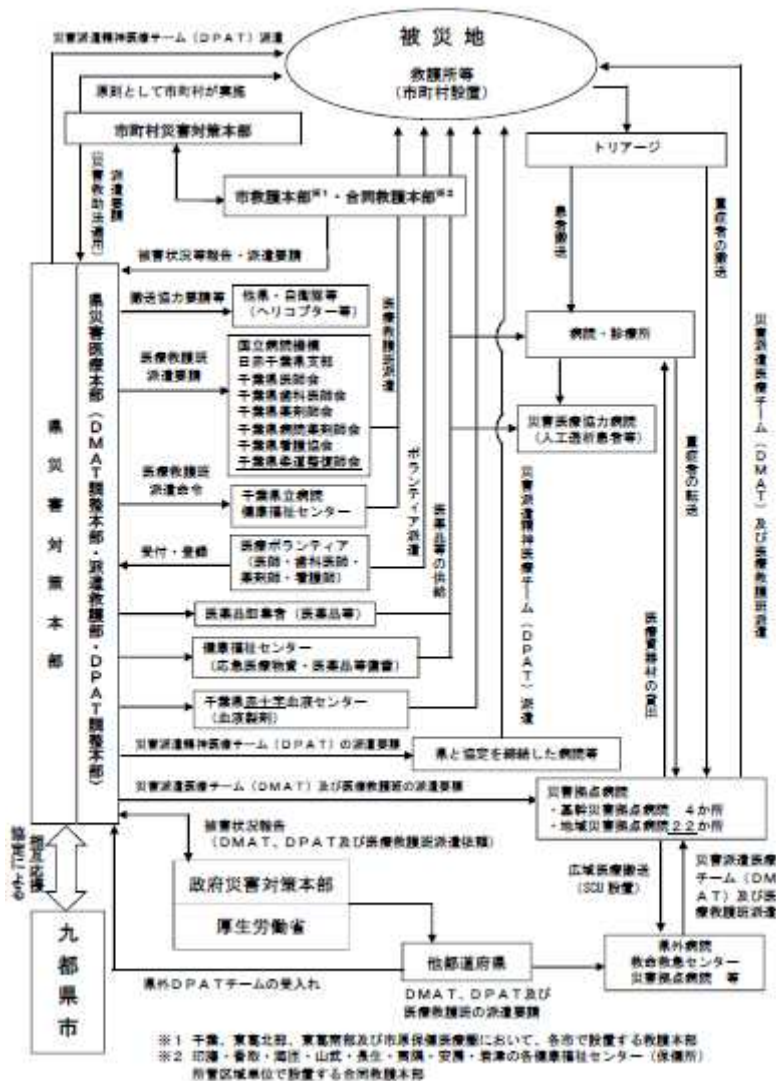 災害派遣精神医療チーム（ＤＰＡＴ）派遣
被災地
救護所等
（市町村設置）
原則として市町村が実施
市町村災害対策本部
トリアージ
派遣要請
（災害救助法適用）
市救護本部※1・合同救護本部※2
患者搬送
重症者の搬送
被害状況等報告・派遣要請
県災害対策本部
県災害医療本部（ＤＭＡＴ調整本部・派遣救護部・ＤＰＡＴ調整本部）
搬送協力要請等
他県・自衛隊等
（ヘリコプター等）
医療救護班派遣
病院・診療所
医療救護班
派遣要請
国立病院機構
日赤千葉県支部
千葉県医師会
千葉県歯科医師会
千葉県薬剤師会
千葉県病院薬剤師会
千葉県看護協会
千葉県柔道整復師会
災害医療協力病院
（人工透析患者等）
医療救護班
派遣命令
千葉県立病院
健康福祉センター
ボランティア派遣
医薬品等の供給
災害派遣精神医療チーム（ＤＰＡＴ）派遣
重症者の転送
災害派遣医療チーム（ＤＭＡＴ）及び医療救護班派遣
受付・登録
医療ボランティア
（医師・歯科医師・
薬剤師・看護師）
医薬品卸業者（医薬品等）
健康福祉センター
（応急医療物資・医薬品等備蓄）
医療資器材の貸出
千葉県赤十字血液センター
（血液製剤）
災害派遣精神医療チーム（ＤＰＡＴ）の派遣要請
県と協定を締結した病院等
災害派遣医療チーム（ＤＭＡＴ）及び医療救護班の派遣要請
災害拠点病院
・基幹災害拠点病院　４か所
・地域災害拠点病院２２か所
相互応援
被害状況報告
（ＤＭＡＴ、ＤＰＡＴ及び医療救護班派遣依頼）
広域医療搬送
（SCU設置）
災害派遣医療
チーム（ＤＭ
ＡＴ）及び医
療救護班派遣
政府災害対策本部
厚生労働省
九都県市
県外ＤＰＡＴチームの受入れ
他都道府県
県外病院
救命救急センター
災害拠点病院　等
ＤＭＡＴ、ＤＰＡＴ及び
医療救護班の派遣要請
※１　千葉、東葛北部、東葛南部及び市原保健医療圏において、各市で設置する救護本部
※２　印旛・香取・海匝・山武・長生・夷隅・安房・君津の各健康福祉センター（保健所）
所管区域単位で設置する合同救護本部